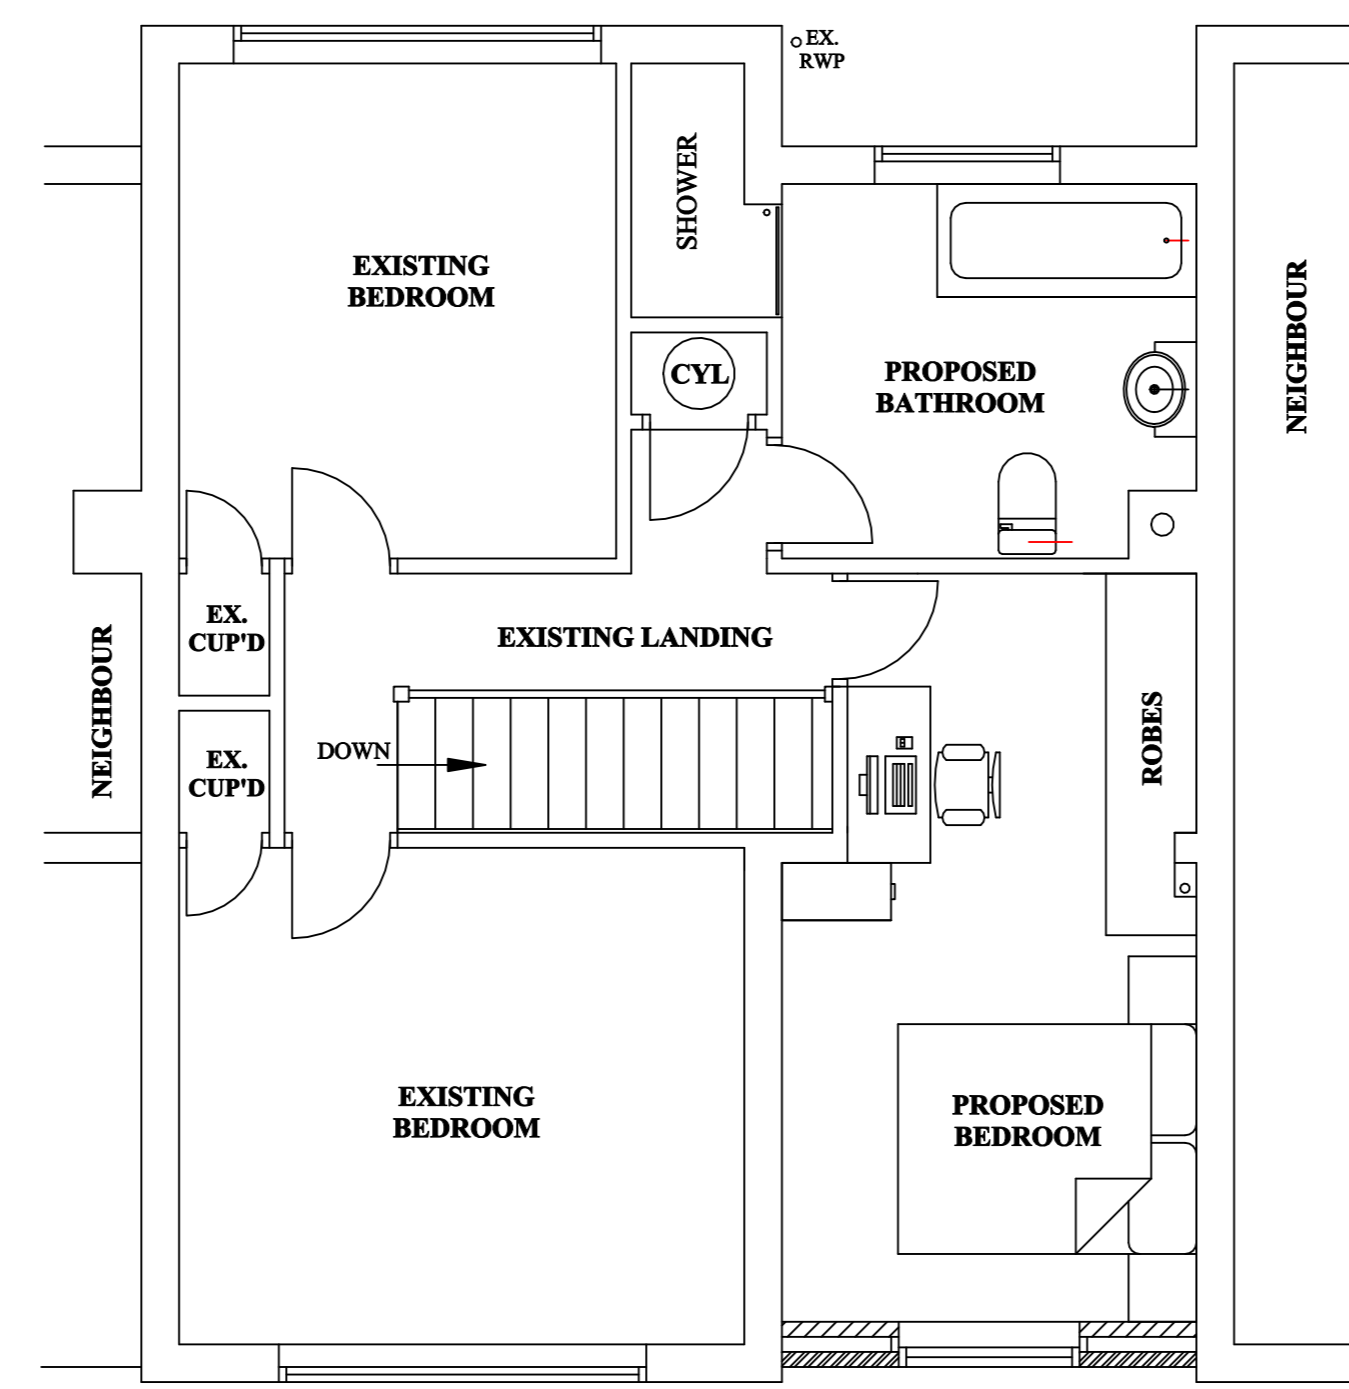 EX.
RWP
SHOWER
EXISTING
BEDROOM
NEIGHBOUR
CYL
PROPOSED
BATHROOM
EX.
CUP'D
EXISTING LANDING
NEIGHBOUR
DOWN
EX.
CUP'D
ROBES
EXISTING
BEDROOM
PROPOSED
BEDROOM